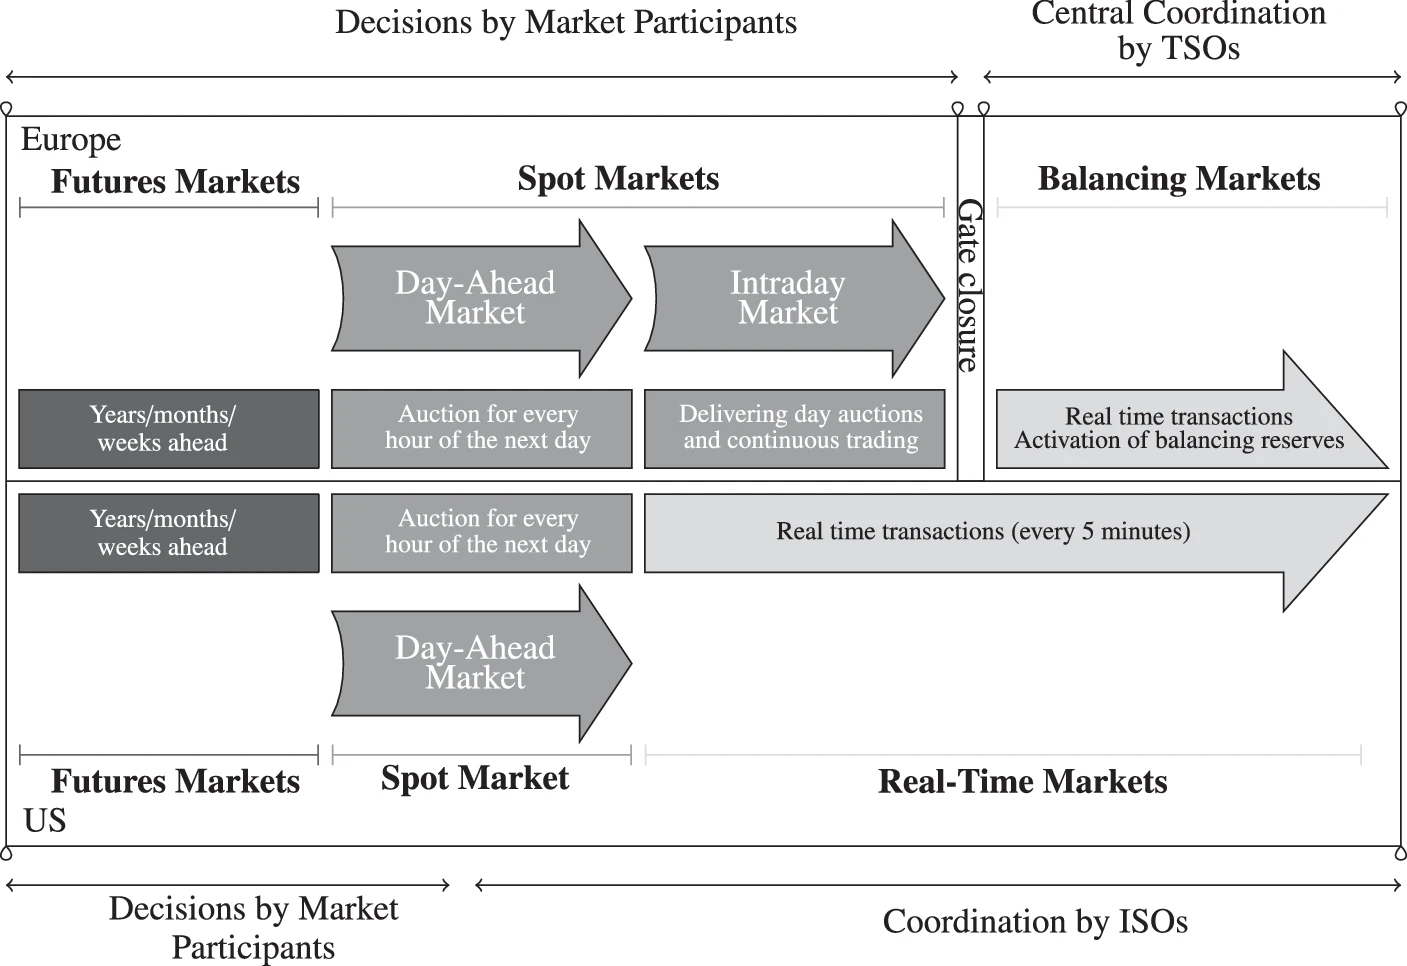 Decisions by Market Participants
Central Coordination
by TSOs
Europe
Futures Markets
Spot Markets
Balancing Markets
Gate closure
Day-Ahead
Market
Intraday
Market
Years/months/
weeks ahead
Auction for every
hour of the next day
Delivering day auctions
and continuous trading
Real time transactions
Activation of balancing reserves
Years/months/
weeks ahead
Auction for every
hour of the next day
Real time transactions (every 5 minutes)
Day-Ahead
Market
Futures Markets
Spot Market
Real-Time Markets
US
Decisions by Market
Participants
Coordination by ISOs